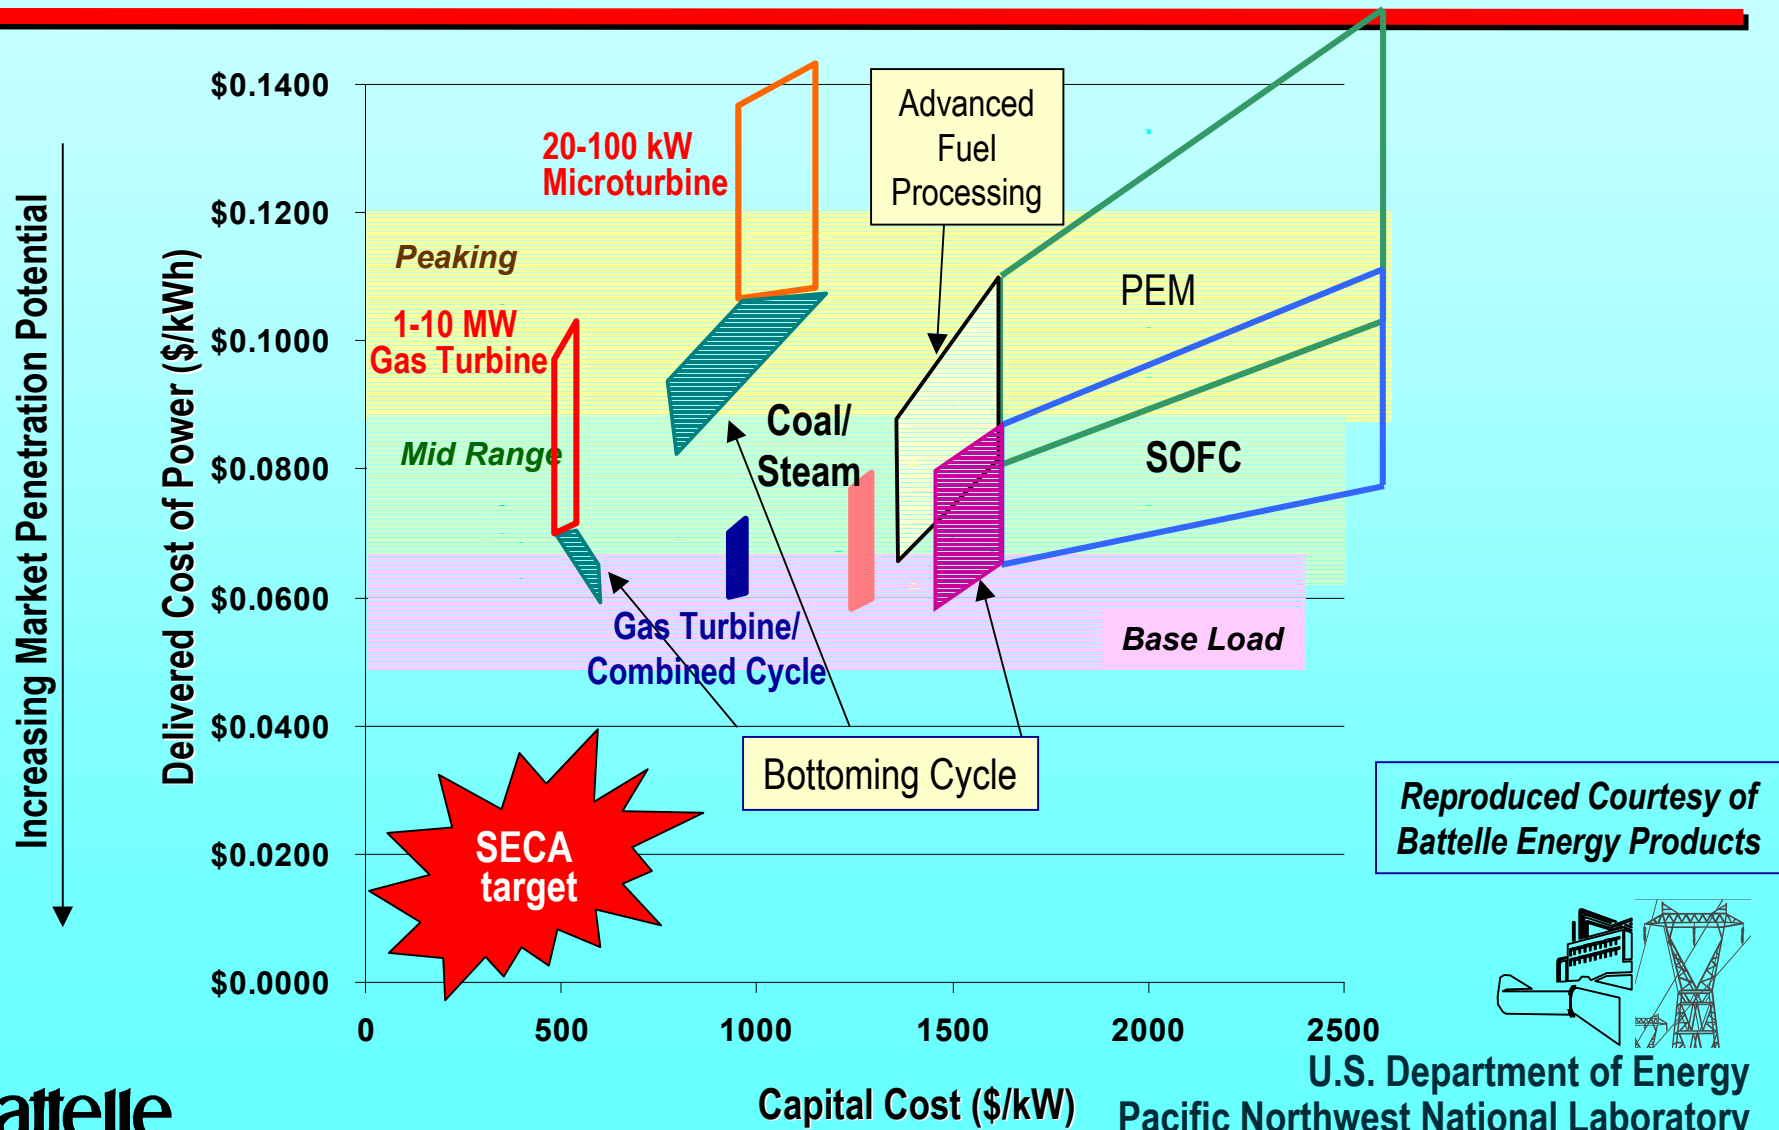 $0.1400
$0.1200
$0.1000
$0.0800
$0.0600
$0.0400
$0.0200
$0.0000
Increasing Market Penetration Potential
Delivered Cost of Power ($/kWh)
20-100 kW
Microturbine
Advanced
Fuel
Processing
Peaking
PEM
1-10 MW
Gas Turbine
Coal/
Steam
Mid Range
SOFC
Gas Turbine/
Combined Cycle
Base Load
Bottoming Cycle
SECA
target
Reproduced Courtesy of
Battelle Energy Products
0 500 1000 1500 2000 2500
Capital Cost ($/kW)
U.S. Department of Energy
Pacific Northwest National Laboratory
attelle